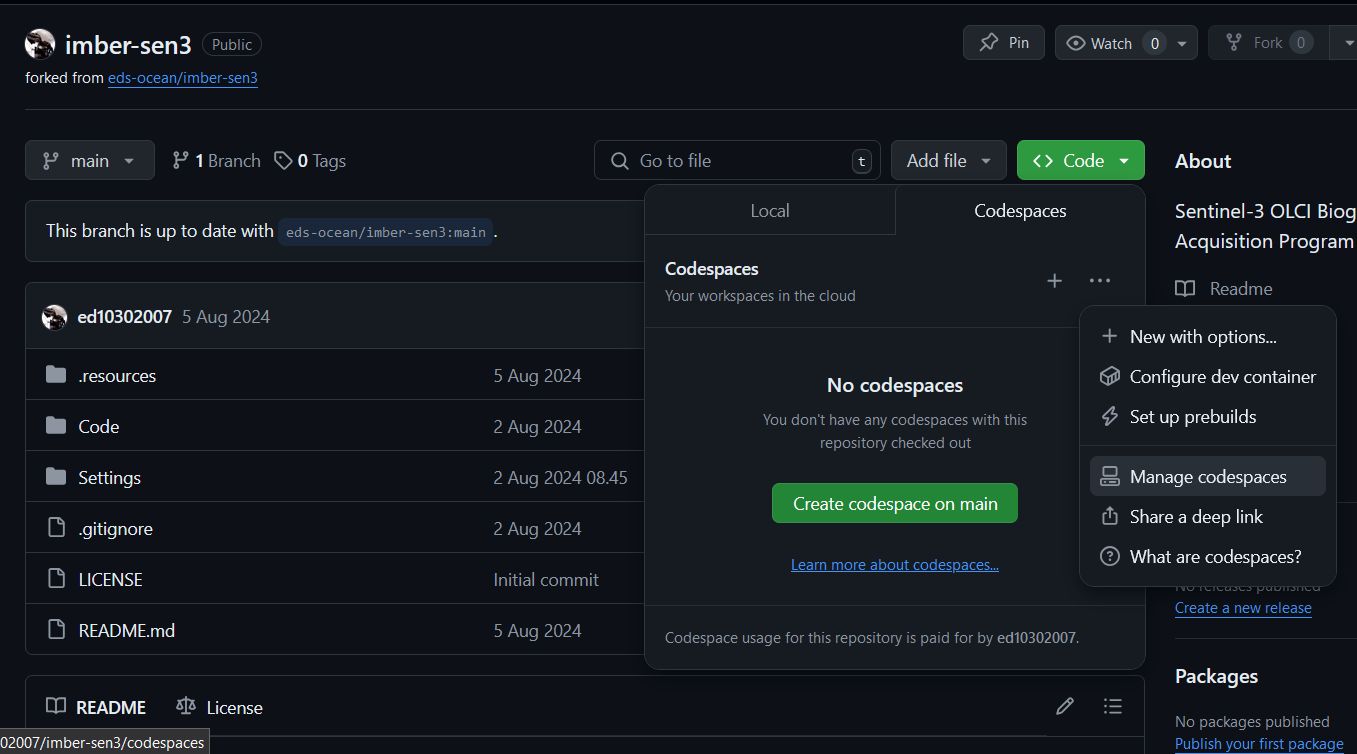 imber-sen3 Public
Pin Watch 0 Fork 0
forked from eds-ocean/imber-sen3
main 1 Branch 0 Tags Go to file t Add file Code
This branch is up to date with eds-ocean/imber-sen3:main .
ed10302007 5 Aug 2024
.resources 5 Aug 2024
Code 2 Aug 2024
Settings 2 Aug 2024 08.45
.gitignore 2 Aug 2024
LICENSE Initial commit
README.md 5 Aug 2024
README License
Local Codespaces
Codespaces
Your workspaces in the cloud
No codespaces
You don't have any codespaces with this
repository checked out
Create codespace on main
Learn more about codespaces...
Codespace usage for this repository is paid for by ed10302007.
New with options...
Configure dev container
Set up prebuilds
Manage codespaces
Share a deep link
What are codespaces?
About
Sentinel-3 OLCI Biog
Acquisition Program
Readme
No releases published
Create a new release
Packages
No packages published
Publish your first package
02007/imber-sen3/codespaces